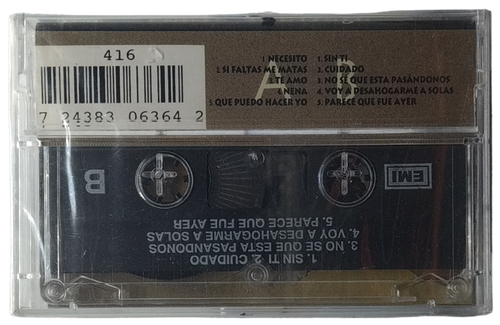 416
7 24383 06364 2
1. NECESITO
2. SI FALTAS ME MATAS
3. TE AMO
4. NENA
5. QUE PUEDO HACER YO
A
1. SIN TI
2. CUIDADO
3. NO SE QUE ESTA PASÁNDONOS
4. VOY A DESAHOGARME A SOLAS
5. PARECE QUE FUE AYER
B
EMI
1. SIN TI 2. CUIDADO
3. NO SE QUE ESTA PASANDONOS
4. VOY A DESAHOGARME A SOLAS
5. PARECE QUE FUE AYER